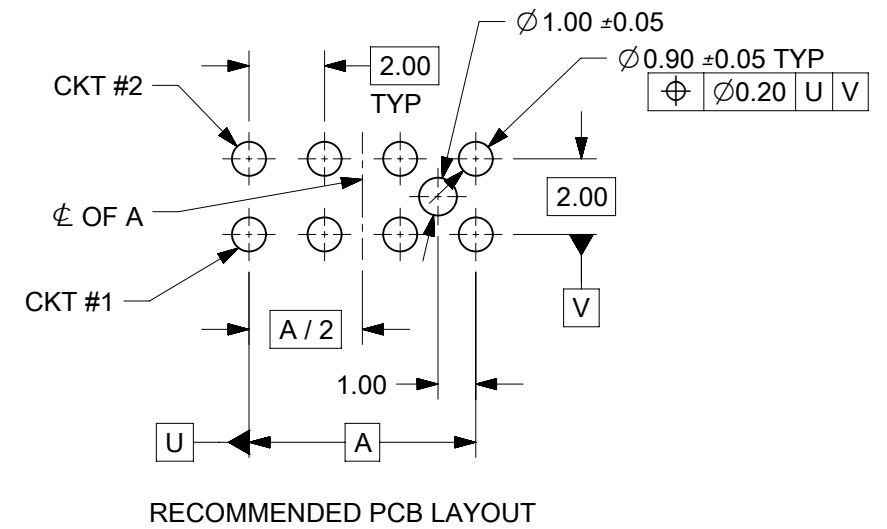 ⌀1.00 ±0.05
2.00
TYP
⌀0.90 ±0.05 TYP
⌖ ⌀0.20 U V
CKT #2
2.00
℄ OF A
CKT #1
V
A / 2
1.00
U
A
RECOMMENDED PCB LAYOUT